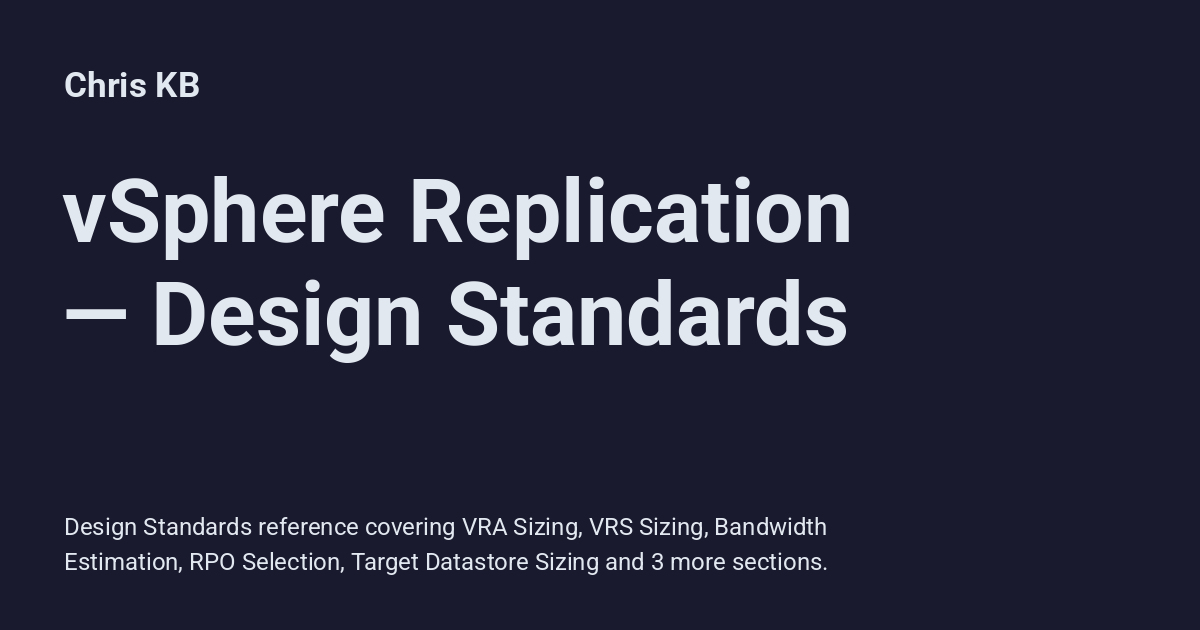 Chris KB
vSphere Replication
— Design Standards
Design Standards reference covering VRA Sizing, VRS Sizing, Bandwidth
Estimation, RPO Selection, Target Datastore Sizing and 3 more sections.